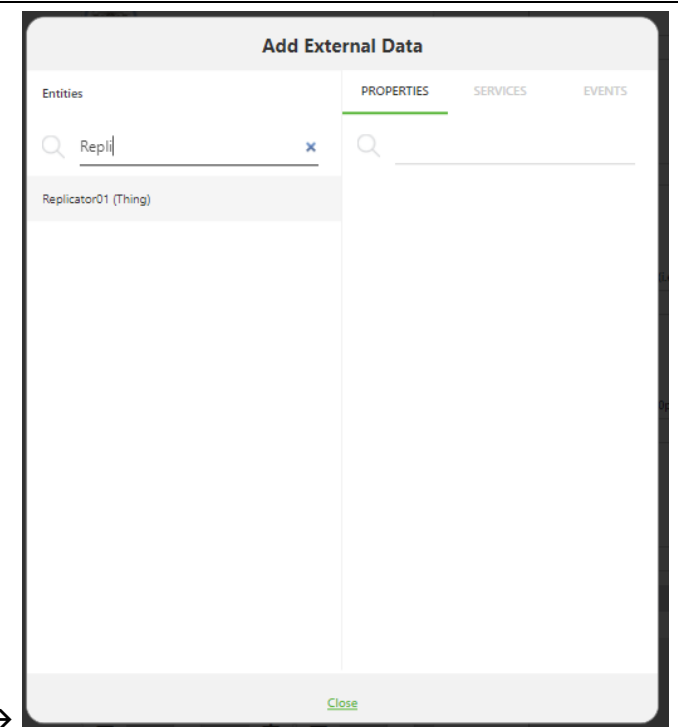 Add External Data
Entities
PROPERTIES SERVICES EVENTS
Repli
Replicator01 (Thing)
Close